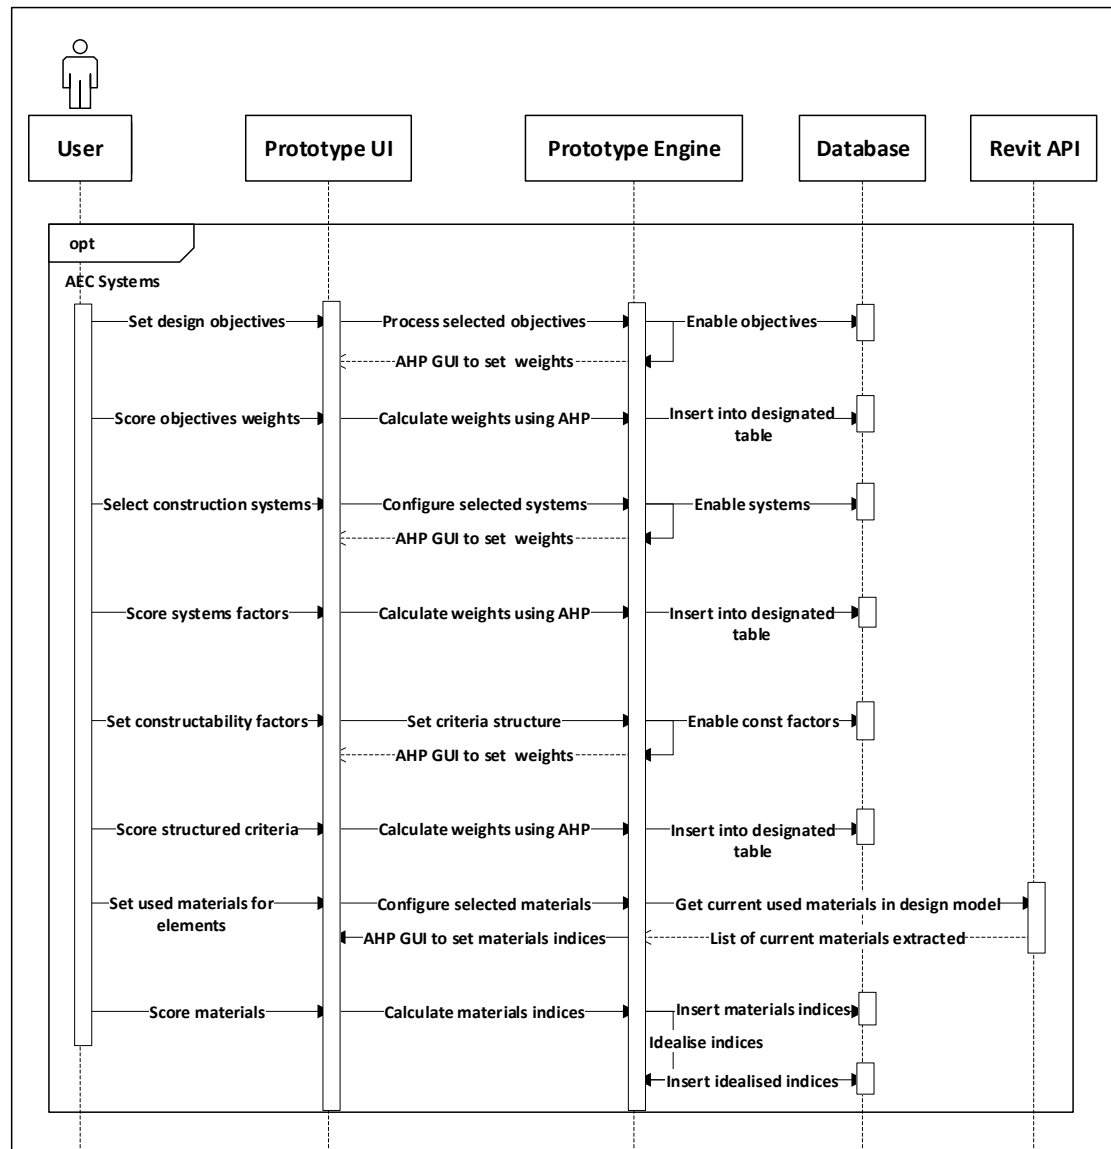 User
Prototype UI
Prototype Engine
Database
Revit API
opt
AEC Systems
Set design objectives
Process selected objectives
Enable objectives
AHP GUI to set weights
Score objectives weights
Calculate weights using AHP
Insert into designated
table
Select construction systems
Configure selected systems
Enable systems
AHP GUI to set weights
Score systems factors
Calculate weights using AHP
Insert into designated
table
Set constructability factors
Set criteria structure
Enable const factors
AHP GUI to set weights
Score structured criteria
Calculate weights using AHP
Insert into designated
table
Set used materials for
elements
Configure selected materials
Get current used materials in design model
AHP GUI to set materials indices
List of current materials extracted
Score materials
Calculate materials indices
Insert materials indices
Idealise indices
Insert idealised indices